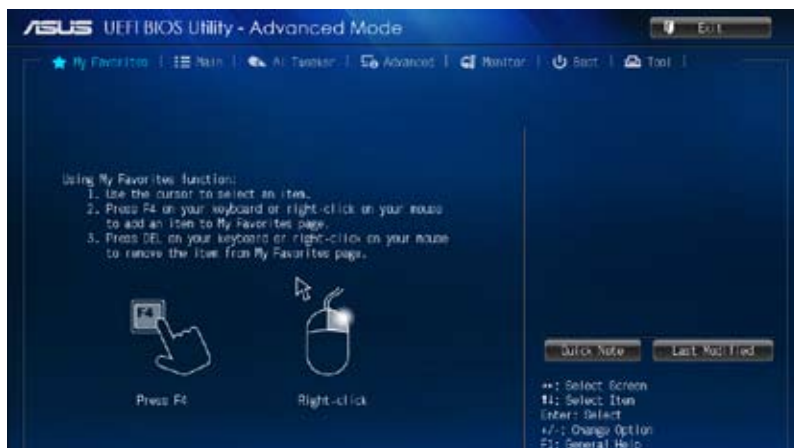 ASUS UEFI BIOS Utility - Advanced Mode
Exit
My Favorites | Main | Ai Tweaker | Advanced | Monitor | Boot | Tool |
Using My Favorites function:
1. Use the cursor to select an item.
2. Press F4 on your keyboard or right-click on your mouse
to add an item to My Favorites page.
3. Press DEL on your keyboard or right-click on your mouse
to remove the item from My Favorites page.
F4
Press F4
Right-click
Quick Note
Last Modified
→←: Select Screen
↑↓: Select Item
Enter: Select
+/-: Change Option
F1: General Help